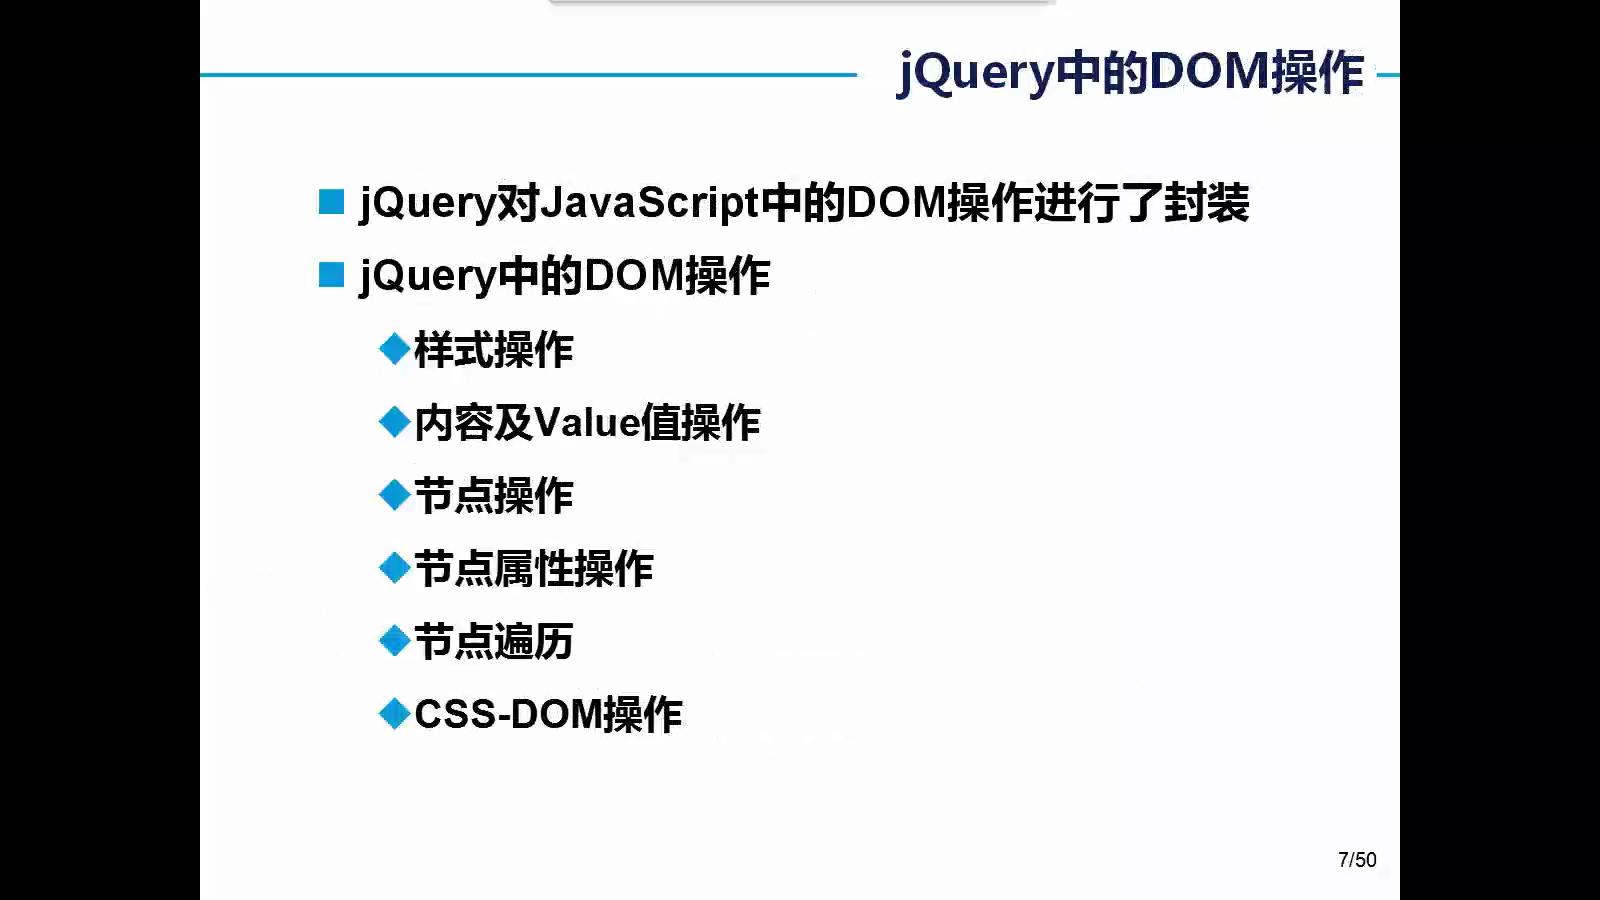 jQuery中的DOM操作
jQuery对JavaScript中的DOM操作进行了封装
jQuery中的DOM操作
样式操作
内容及Value值操作
节点操作
节点属性操作
节点遍历
CSS-DOM操作
7/50